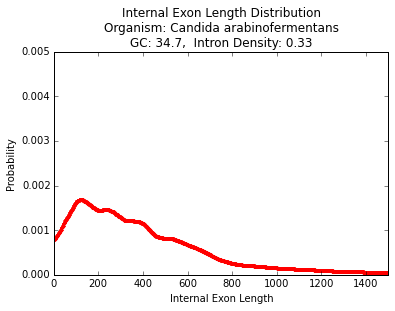 Internal Exon Length Distribution
Organism: Candida arabinofermentans
GC: 34.7,  Intron Density: 0.33
0.005
0.004
0.003
0.002
0.001
0.000
Probability
0 200 400 600 800 1000 1200 1400
Internal Exon Length